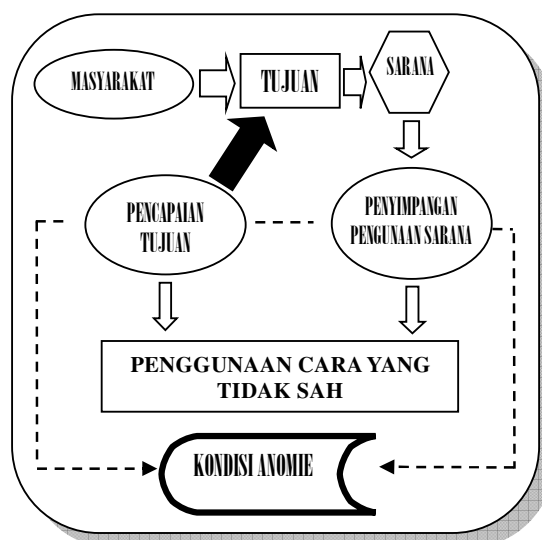 MASYARAKAT
TUJUAN
SARANA
PENCAPAIAN
TUJUAN
PENYIMPANGAN
PENGUNAAN SARANA
PENGGUNAAN CARA YANG
TIDAK SAH
KONDISI ANOMIE